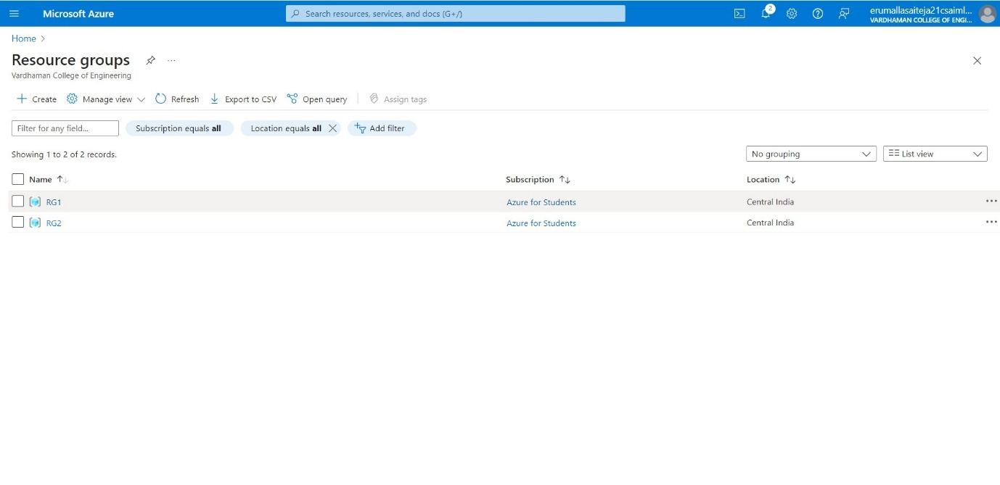 Microsoft Azure
Search resources, services, and docs (G+/)
2
erumallasaiteja21csaiml...
VARDHAMAN COLLEGE OF ENGI...
Home
Resource groups
Vardhaman College of Engineering
Create Manage view Refresh Export to CSV Open query Assign tags
Filter for any field... Subscription equals all Location equals all Add filter
Showing 1 to 2 of 2 records. No grouping List view
Name Subscription Location
RG1 Azure for Students Central India
RG2 Azure for Students Central India